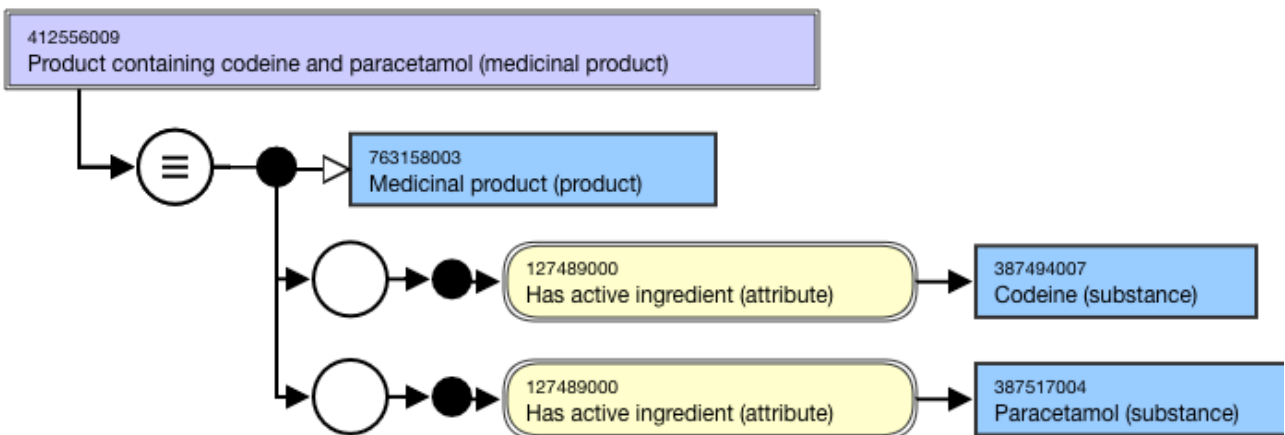 412556009
Product containing codeine and paracetamol (medicinal product)
763158003
Medicinal product (product)
127489000
Has active ingredient (attribute)
387494007
Codeine (substance)
127489000
Has active ingredient (attribute)
387517004
Paracetamol (substance)